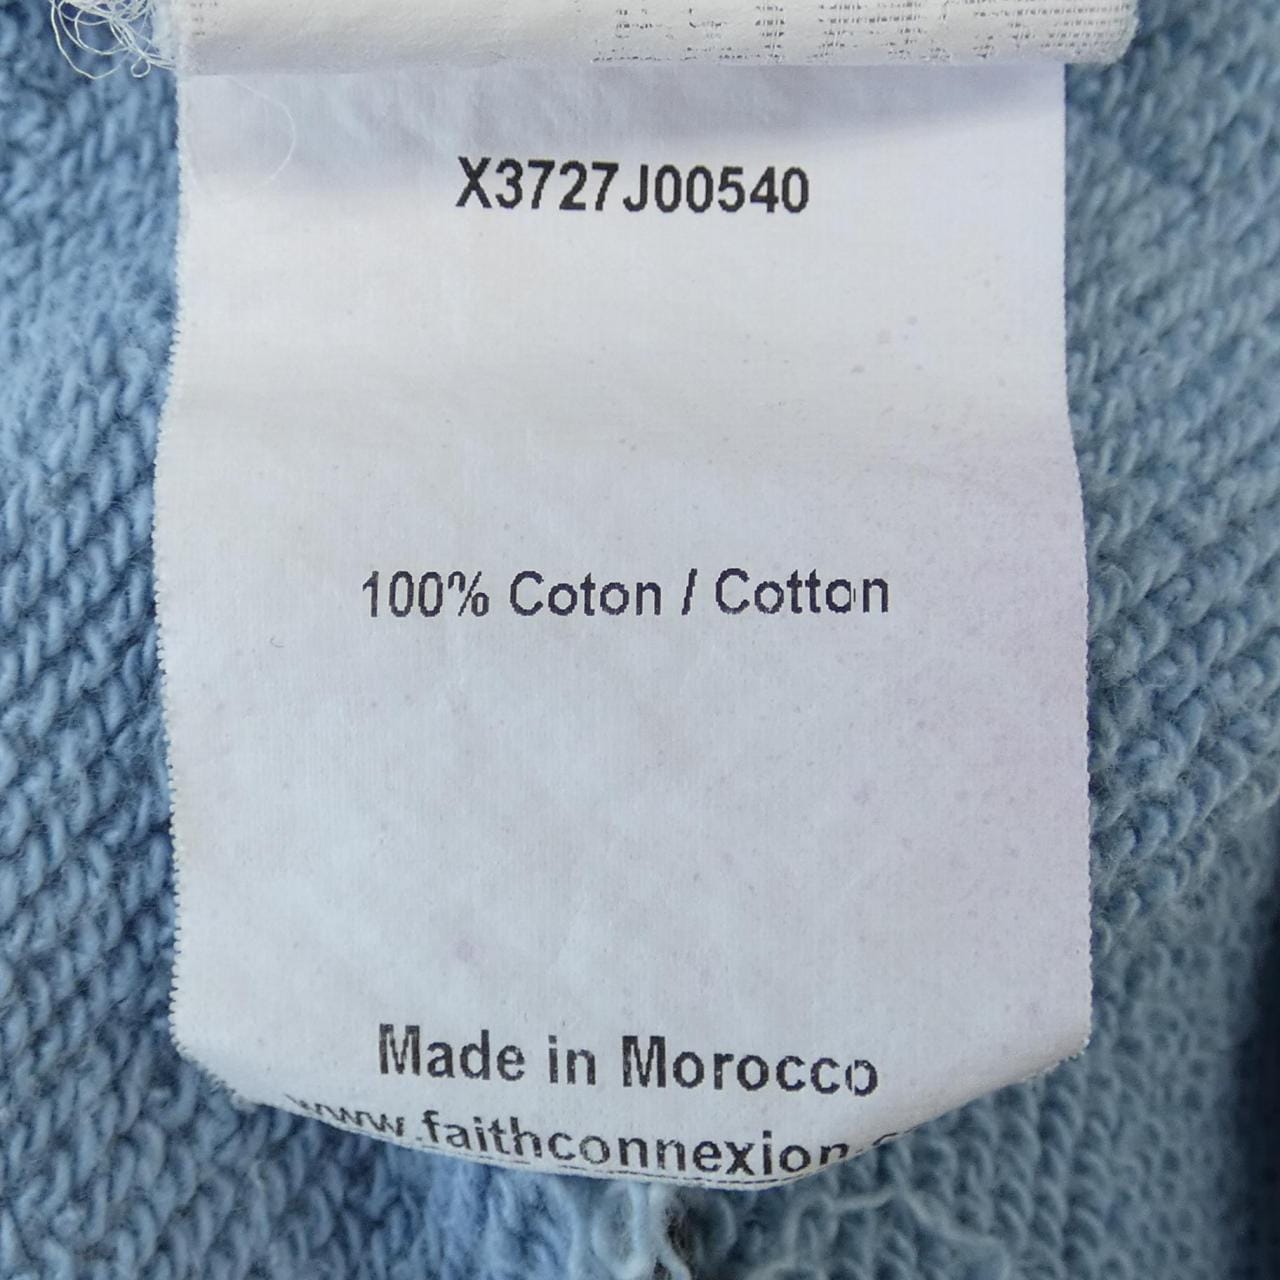 X3727J00540
100% Coton / Cotton
Made in Morocco
www.faithconnexion.